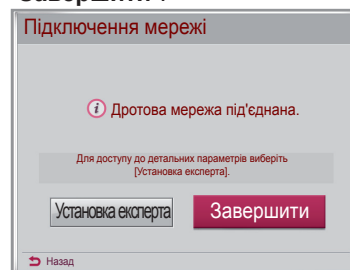 Завершити".
Підключення мережі
Дротова мережа під'єднана.
Для доступу до детальних параметрів виберіть
[Установка експерта].
Установка експерта
Завершити
Назад